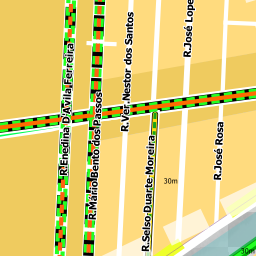 R.Enedina D'Avila Ferreira
R.Mário Bento dos Passos
R.Ver.Nestor dos Santos
R.José Lope
R.Selso Duarte Moreira
R.José Rosa
30m
30m